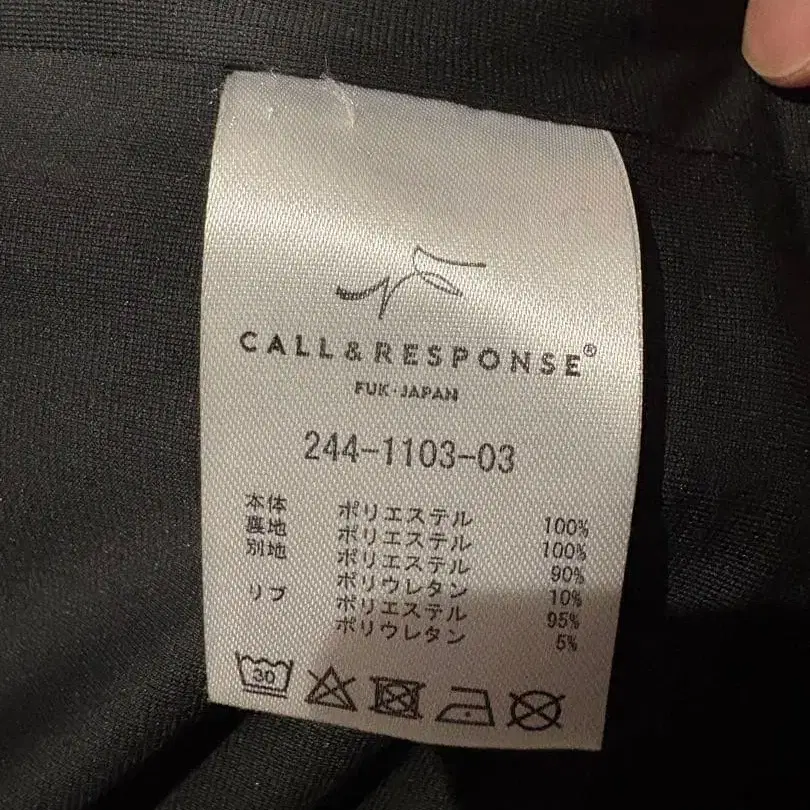 CALL&RESPONSE®
FUK·JAPAN
244-1103-03
本体 ポリエステル 100%
裏地 ポリエステル 100%
別地 ポリエステル 90%
ポリウレタン 10%
リブ ポリエステル 95%
ポリウレタン 5%
30